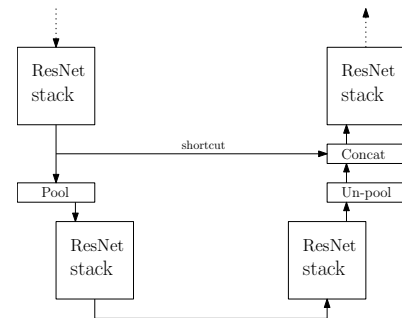 ResNet
stack
ResNet
stack
shortcut
Concat
Pool
Un-pool
ResNet
stack
ResNet
stack